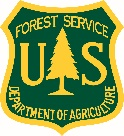 FOREST SERVICE
U S
DEPARTMENT OF AGRICULTURE